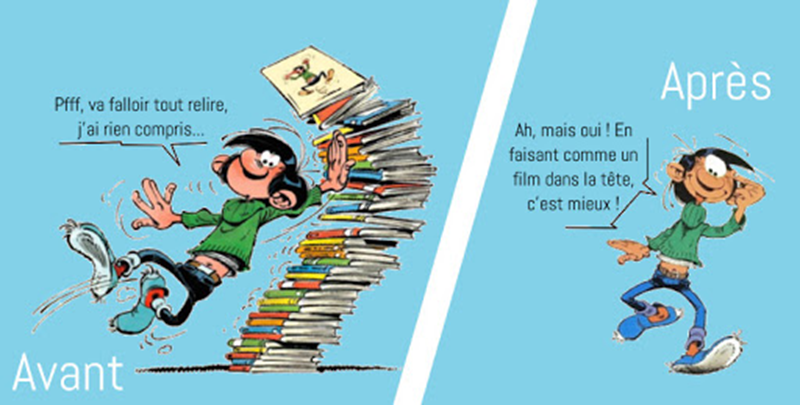 Pfff, va falloir tout relire,
j'ai rien compris...
Avant
Après
Ah, mais oui ! En
faisant comme un
film dans la tête,
c'est mieux !